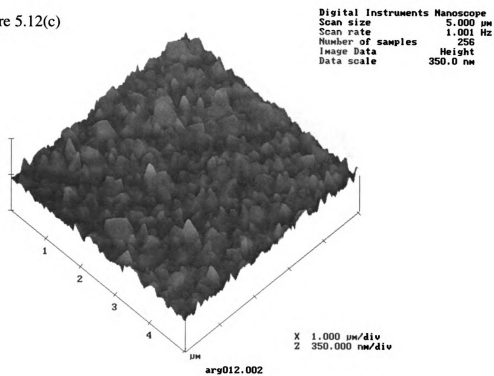 re 5.12(c)
Digital Instruments Nanoscope
Scan size 5.000 µm
Scan rate 1.001 Hz
Number of samples 256
Image Data Height
Data scale 350.0 nm
1
2
3
4
µm
X 1.000 µm/div
Z 350.000 nm/div
arg012.002